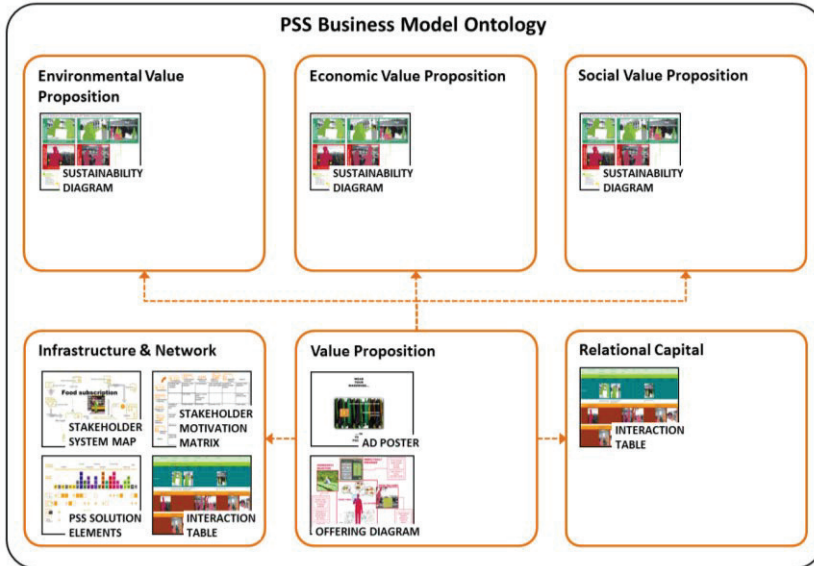 PSS Business Model Ontology
Environmental Value
Proposition
SUSTAINABILITY
DIAGRAM
Economic Value Proposition
SUSTAINABILITY
DIAGRAM
Social Value Proposition
SUSTAINABILITY
DIAGRAM
Infrastructure & Network
Food subscription
STAKEHOLDER
SYSTEM MAP
STAKEHOLDER
MOTIVATION
MATRIX
PSS SOLUTION
ELEMENTS
INTERACTION
TABLE
Value Proposition
AD POSTER
OFFERING DIAGRAM
Relational Capital
INTERACTION
TABLE